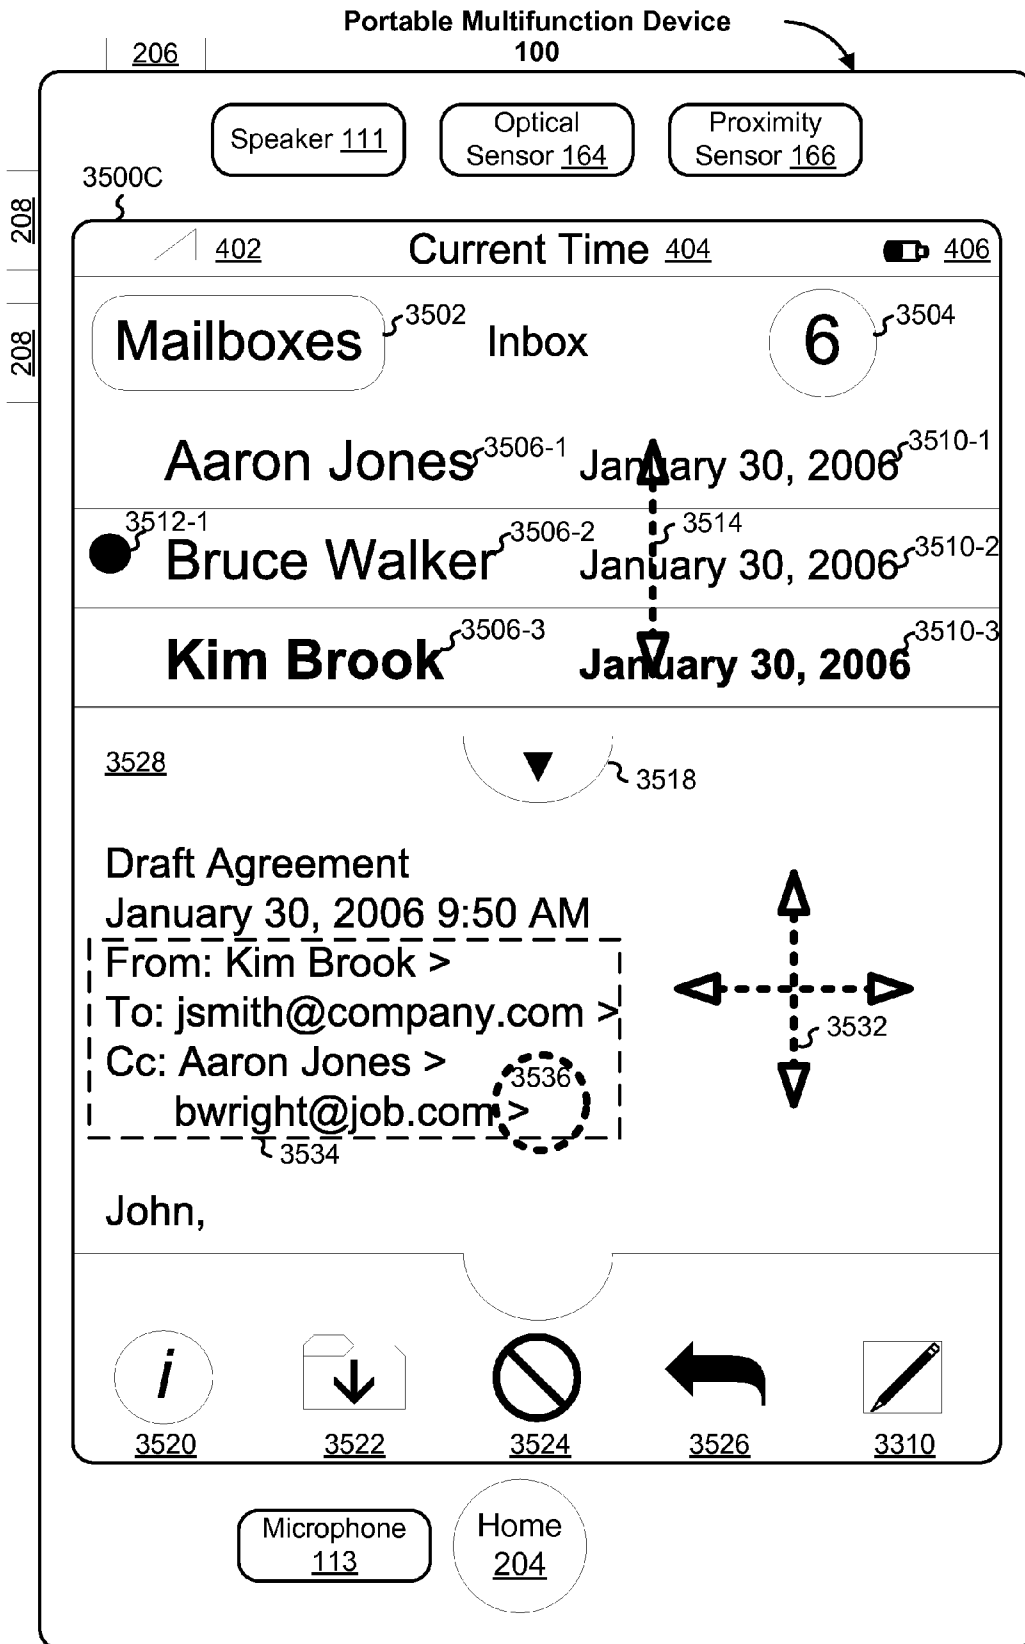 Portable Multifunction Device
100
206
Speaker 111
Optical
Sensor 164
Proximity
Sensor 166
3500C
208
208
402
Current Time 404
406
Mailboxes
3502
Inbox
6
3504
Aaron Jones
3506-1
January 30, 2006
3510-1
3512-1
Bruce Walker
3506-2
3514
January 30, 2006
3510-2
Kim Brook
3506-3
January 30, 2006
3510-3
3528
3518
Draft Agreement
January 30, 2006 9:50 AM
From: Kim Brook >
To: jsmith@company.com >
3532
Cc: Aaron Jones >
3536
bwright@job.com >
3534
John,
i
3520
3522
3524
3526
3310
Microphone
113
Home
204